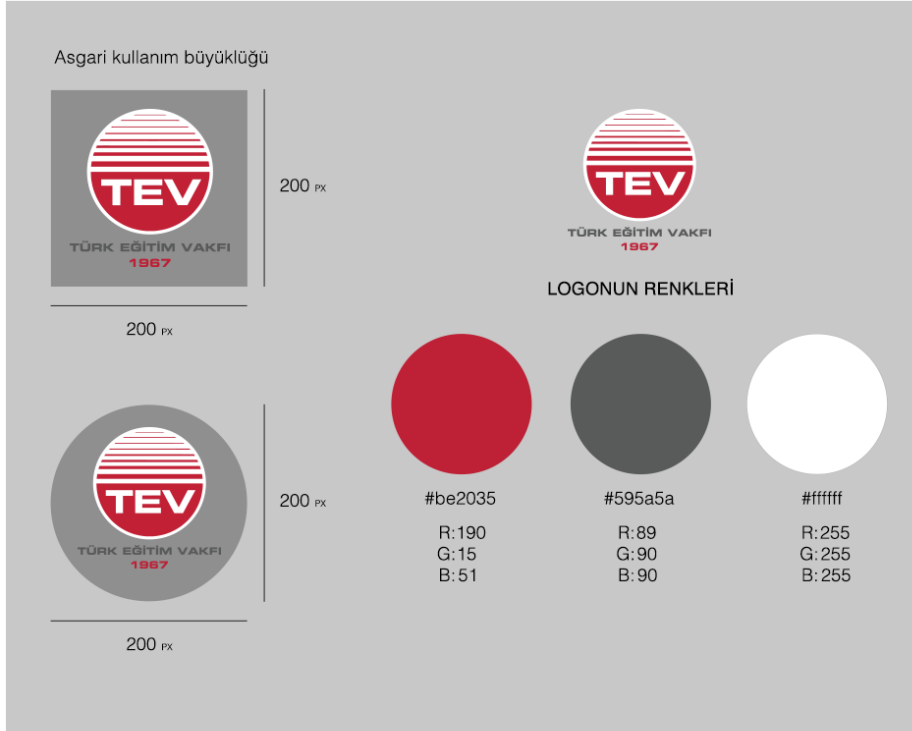 Asgari kullanım büyüklüğü
TEV
TÜRK EĞİTİM VAKFI
1967
200 PX
200 PX
TEV
TÜRK EĞİTİM VAKFI
1967
200 PX
200 PX
TEV
TÜRK EĞİTİM VAKFI
1967
LOGONUN RENKLERİ
#be2035
R:190
G:15
B:51
#595a5a
R:89
G:90
B:90
#ffffff
R:255
G:255
B:255